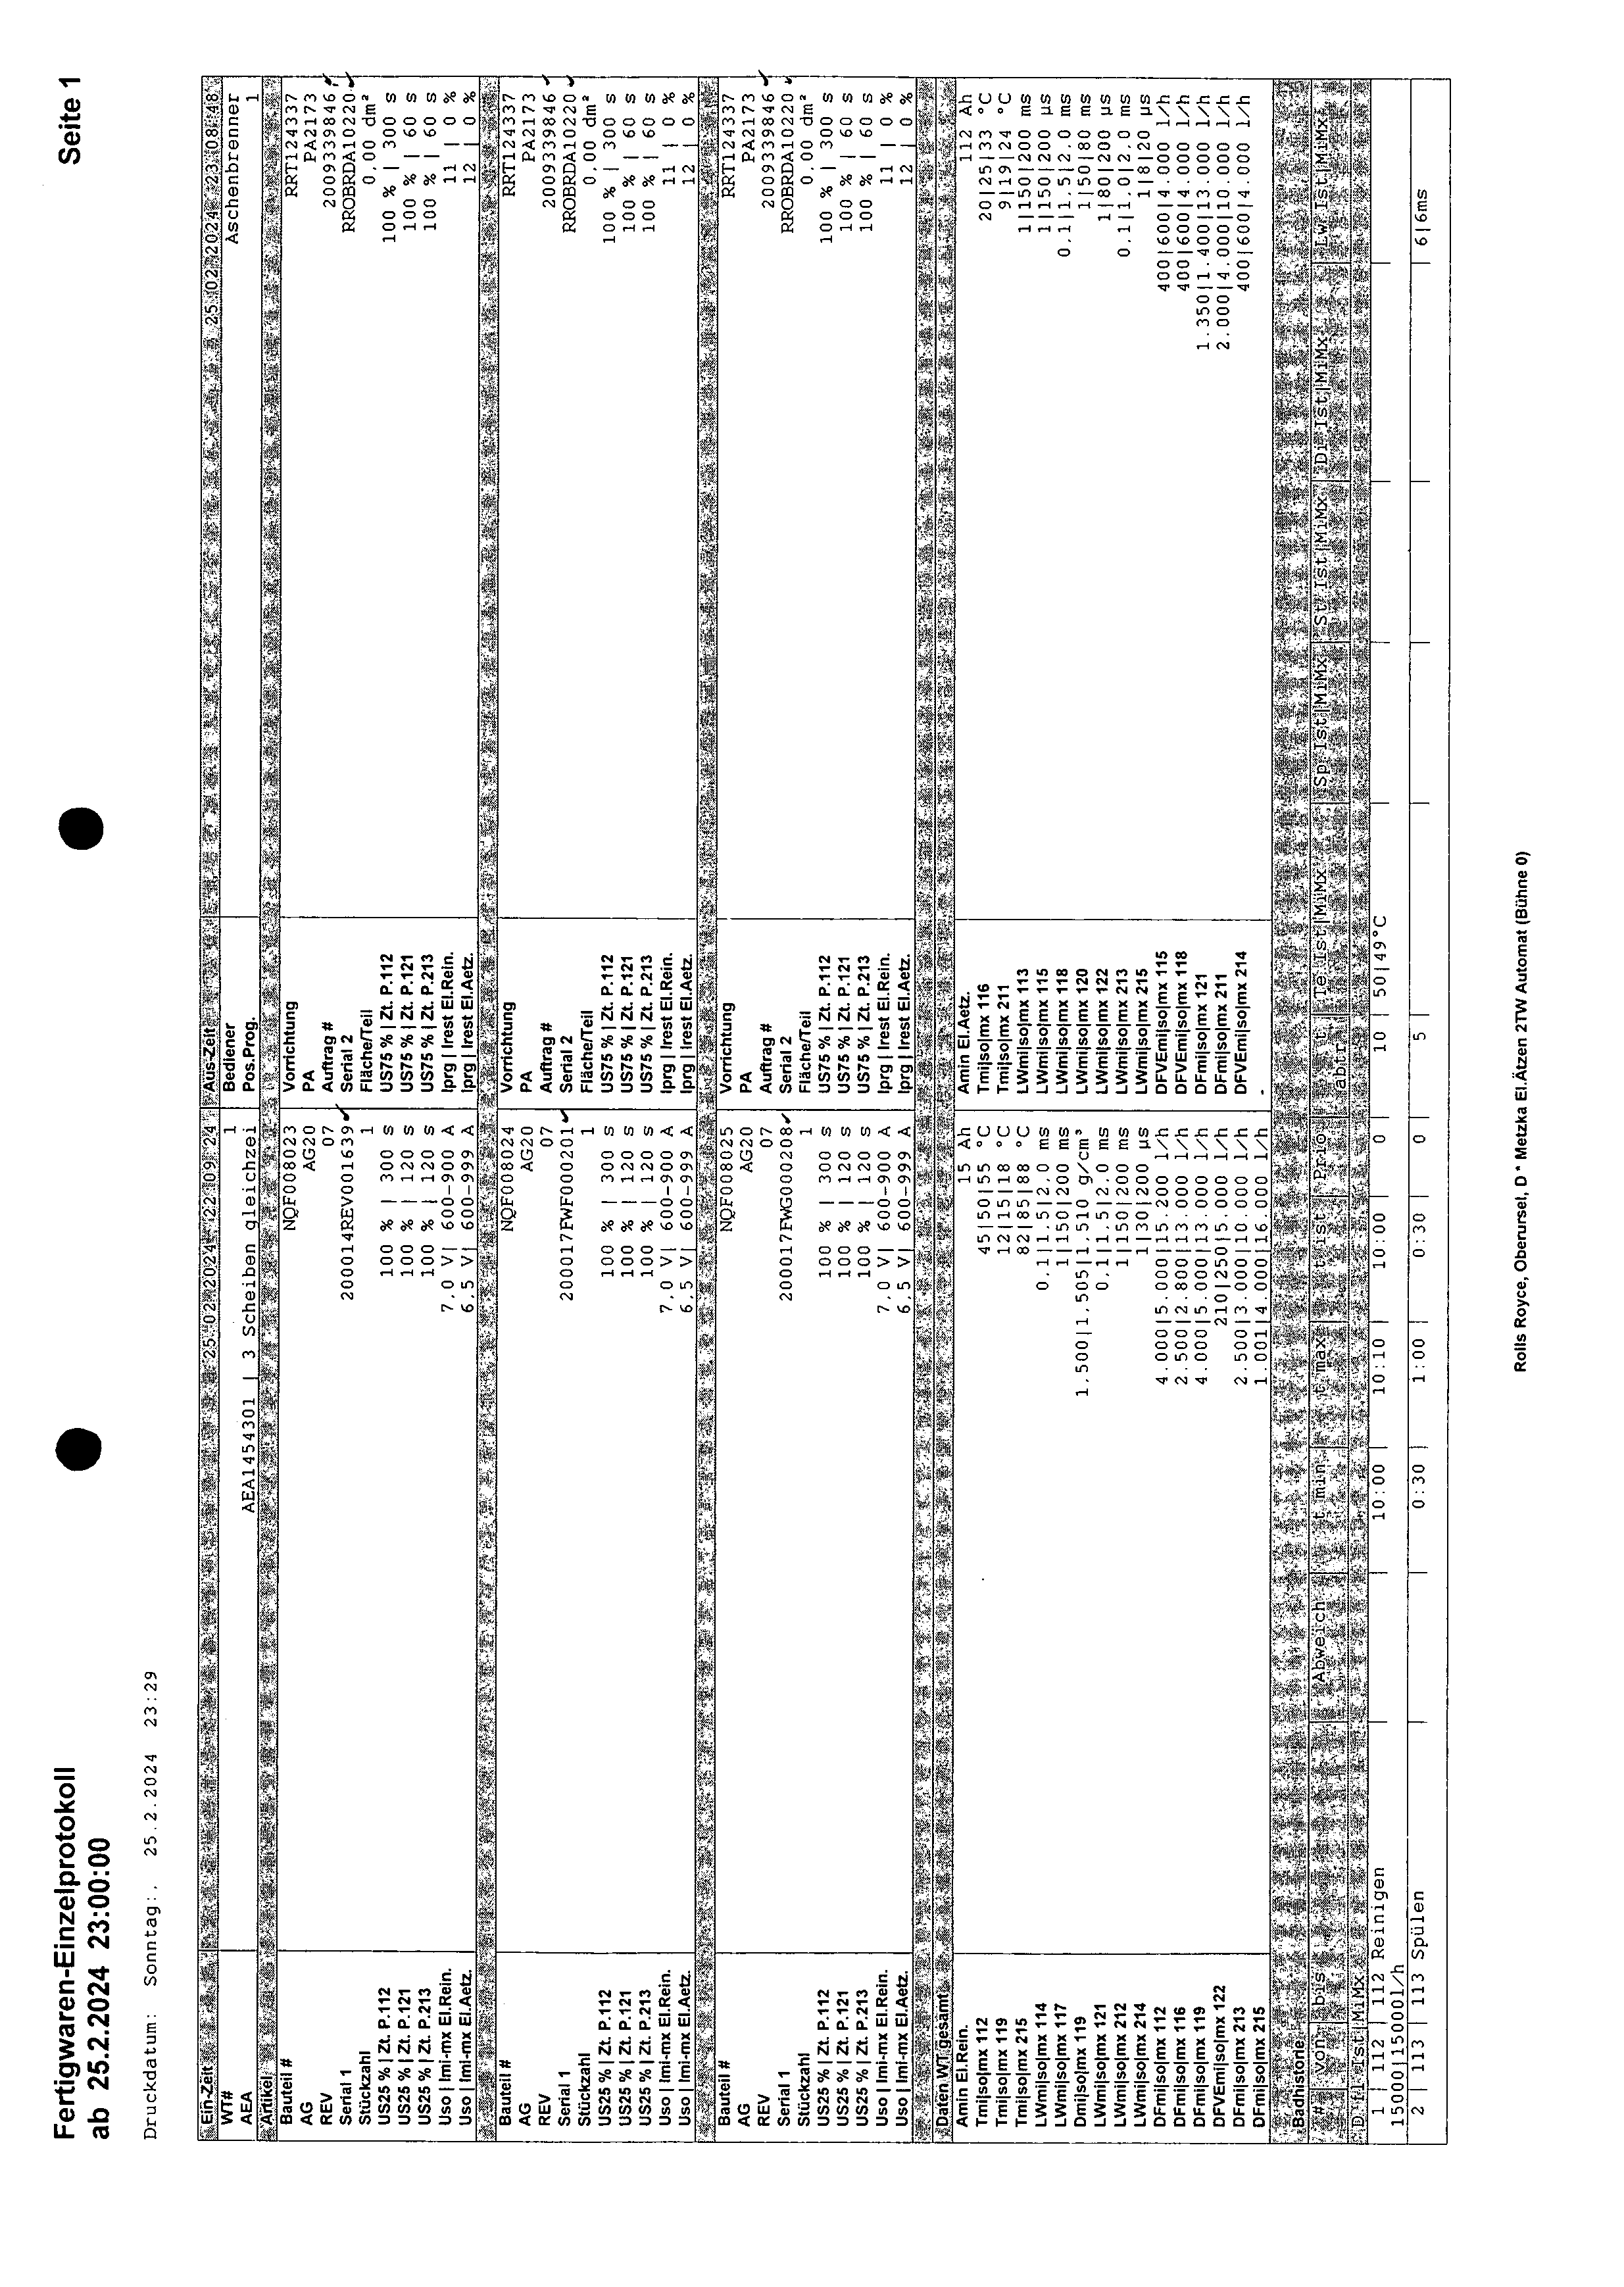 Fertigwaren-Einzelprotokoll Seite 1
ab 25.2.2024 23:00:00
Druckdatum: Sonntag:, 25.2.2024 23:29
Ein-Zeit 25.02.2024 22:09:24 Aus-Zeit 25.02.2024 23:08:48
WT# 1 Bediener Aschenbrenner
AEA AEA1454301 | 3 Scheiben gleichzei Pos.Prog. 1
Artikel
Bauteil # NQF008023 Vorrichtung RRT124337
AG AG20 PA PA2173
REV 07 Auftrag # 2009339846
Serial 1 200014REV001639 Serial 2 RROBRDA10220
Stückzahl 1 Fläche/Teil 0,00 dm²
US25 % | Zt. P.112 100 % | 300 s US75 % | Zt. P.112 100 % | 300 s
US25 % | Zt. P.121 100 % | 120 s US75 % | Zt. P.121 100 % | 60 s
US25 % | Zt. P.213 100 % | 120 s US75 % | Zt. P.213 100 % | 60 s
Uso | Imi-mx El.Rein. 7,0 V| 600-900 A Iprg | Irest El.Rein. 11 | 0 %
Uso | Imi-mx El.Aetz. 6,5 V| 600-999 A Iprg | Irest El.Aetz. 12 | 0 %
Bauteil # NQF008024 Vorrichtung RRT124337
AG AG20 PA PA2173
REV 07 Auftrag # 2009339846
Serial 1 200017FWF000201 Serial 2 RROBRDA10220
Stückzahl 1 Fläche/Teil 0,00 dm²
US25 % | Zt. P.112 100 % | 300 s US75 % | Zt. P.112 100 % | 300 s
US25 % | Zt. P.121 100 % | 120 s US75 % | Zt. P.121 100 % | 60 s
US25 % | Zt. P.213 100 % | 120 s US75 % | Zt. P.213 100 % | 60 s
Uso | Imi-mx El.Rein. 7,0 V| 600-900 A Iprg | Irest El.Rein. 11 | 0 %
Uso | Imi-mx El.Aetz. 6,5 V| 600-999 A Iprg | Irest El.Aetz. 12 | 0 %
Bauteil # NQF008025 Vorrichtung RRT124337
AG AG20 PA PA2173
REV 07 Auftrag # 2009339846
Serial 1 200017FWG000208 Serial 2 RROBRDA10220
Stückzahl 1 Fläche/Teil 0,00 dm²
US25 % | Zt. P.112 100 % | 300 s US75 % | Zt. P.112 100 % | 300 s
US25 % | Zt. P.121 100 % | 120 s US75 % | Zt. P.121 100 % | 60 s
US25 % | Zt. P.213 100 % | 120 s US75 % | Zt. P.213 100 % | 60 s
Uso | Imi-mx El.Rein. 7,0 V| 600-900 A Iprg | Irest El.Rein. 11 | 0 %
Uso | Imi-mx El.Aetz. 6,5 V| 600-999 A Iprg | Irest El.Aetz. 12 | 0 %
Daten WT gesamt
Amin El.Rein. 15 Ah Amin El.Aetz. 112 Ah
Tmi|so|mx 112 45|50|55 °C Tmi|so|mx 116 20|25|33 °C
Tmi|so|mx 119 12|15|18 °C Tmi|so|mx 211 9|19|24 °C
Tmi|so|mx 215 82|85|88 °C LWmi|so|mx 113 1|150|200 ms
LWmi|so|mx 114 0.1|1.5|2.0 ms LWmi|so|mx 115 1|150|200 µs
LWmi|so|mx 117 1|150|200 ms LWmi|so|mx 118 0.1|1.5|2.0 ms
Dmi|so|mx 119 1,500|1,505|1,510 g/cm³ LWmi|so|mx 120 1|50|80 ms
LWmi|so|mx 121 0,1|1.5|2.0 ms LWmi|so|mx 122 1|80|200 µs
LWmi|so|mx 212 1|150|200 ms LWmi|so|mx 213 0.1|1.0|2.0 ms
LWmi|so|mx 214 1|30|200 µs LWmi|so|mx 215 1|8|20 µs
DFmi|so|mx 112 4.000|5.000|15.200 l/h DFVEmi|so|mx 115 400|600|4.000 l/h
DFmi|so|mx 116 2.500|2.800|13.000 l/h DFVEmi|so|mx 118 400|600|4.000 l/h
DFmi|so|mx 119 4.000|5.000|13.000 l/h DFmi|so|mx 121 1.350|1.400|13.000 l/h
DFVEmi|so|mx 122 210|250|5.000 l/h DFmi|so|mx 211 2.000|4.000|10.000 l/h
DFmi|so|mx 213 2.500|3.000|10.000 l/h DFVEmi|so|mx 214 400|600|4.000 l/h
DFmi|so|mx 215 1.001|4.000|16.000 l/h -
Badhistorie
# | von | bis | Abweich | t min | t max | t ist | Prio | t abtr | Te Ist|MiMx | Sp Ist|MiMx | St Ist|MiMx | Di Ist|MiMx | Lw Ist|MiMx
Dfl Ist|MiMx
1 | 112 | 112 Reinigen 10:00 | 10:10 | 10:00 | 0 | 10 | 50|49°C
15000|15000l/h
2 | 113 | 113 Spülen 0:30 | 1:00 | 0:30 | 0 | 5 6|6ms
Rolls Royce, Oberursel, D * Metzka El.Ätzen 2TW Automat (Bühne 0)